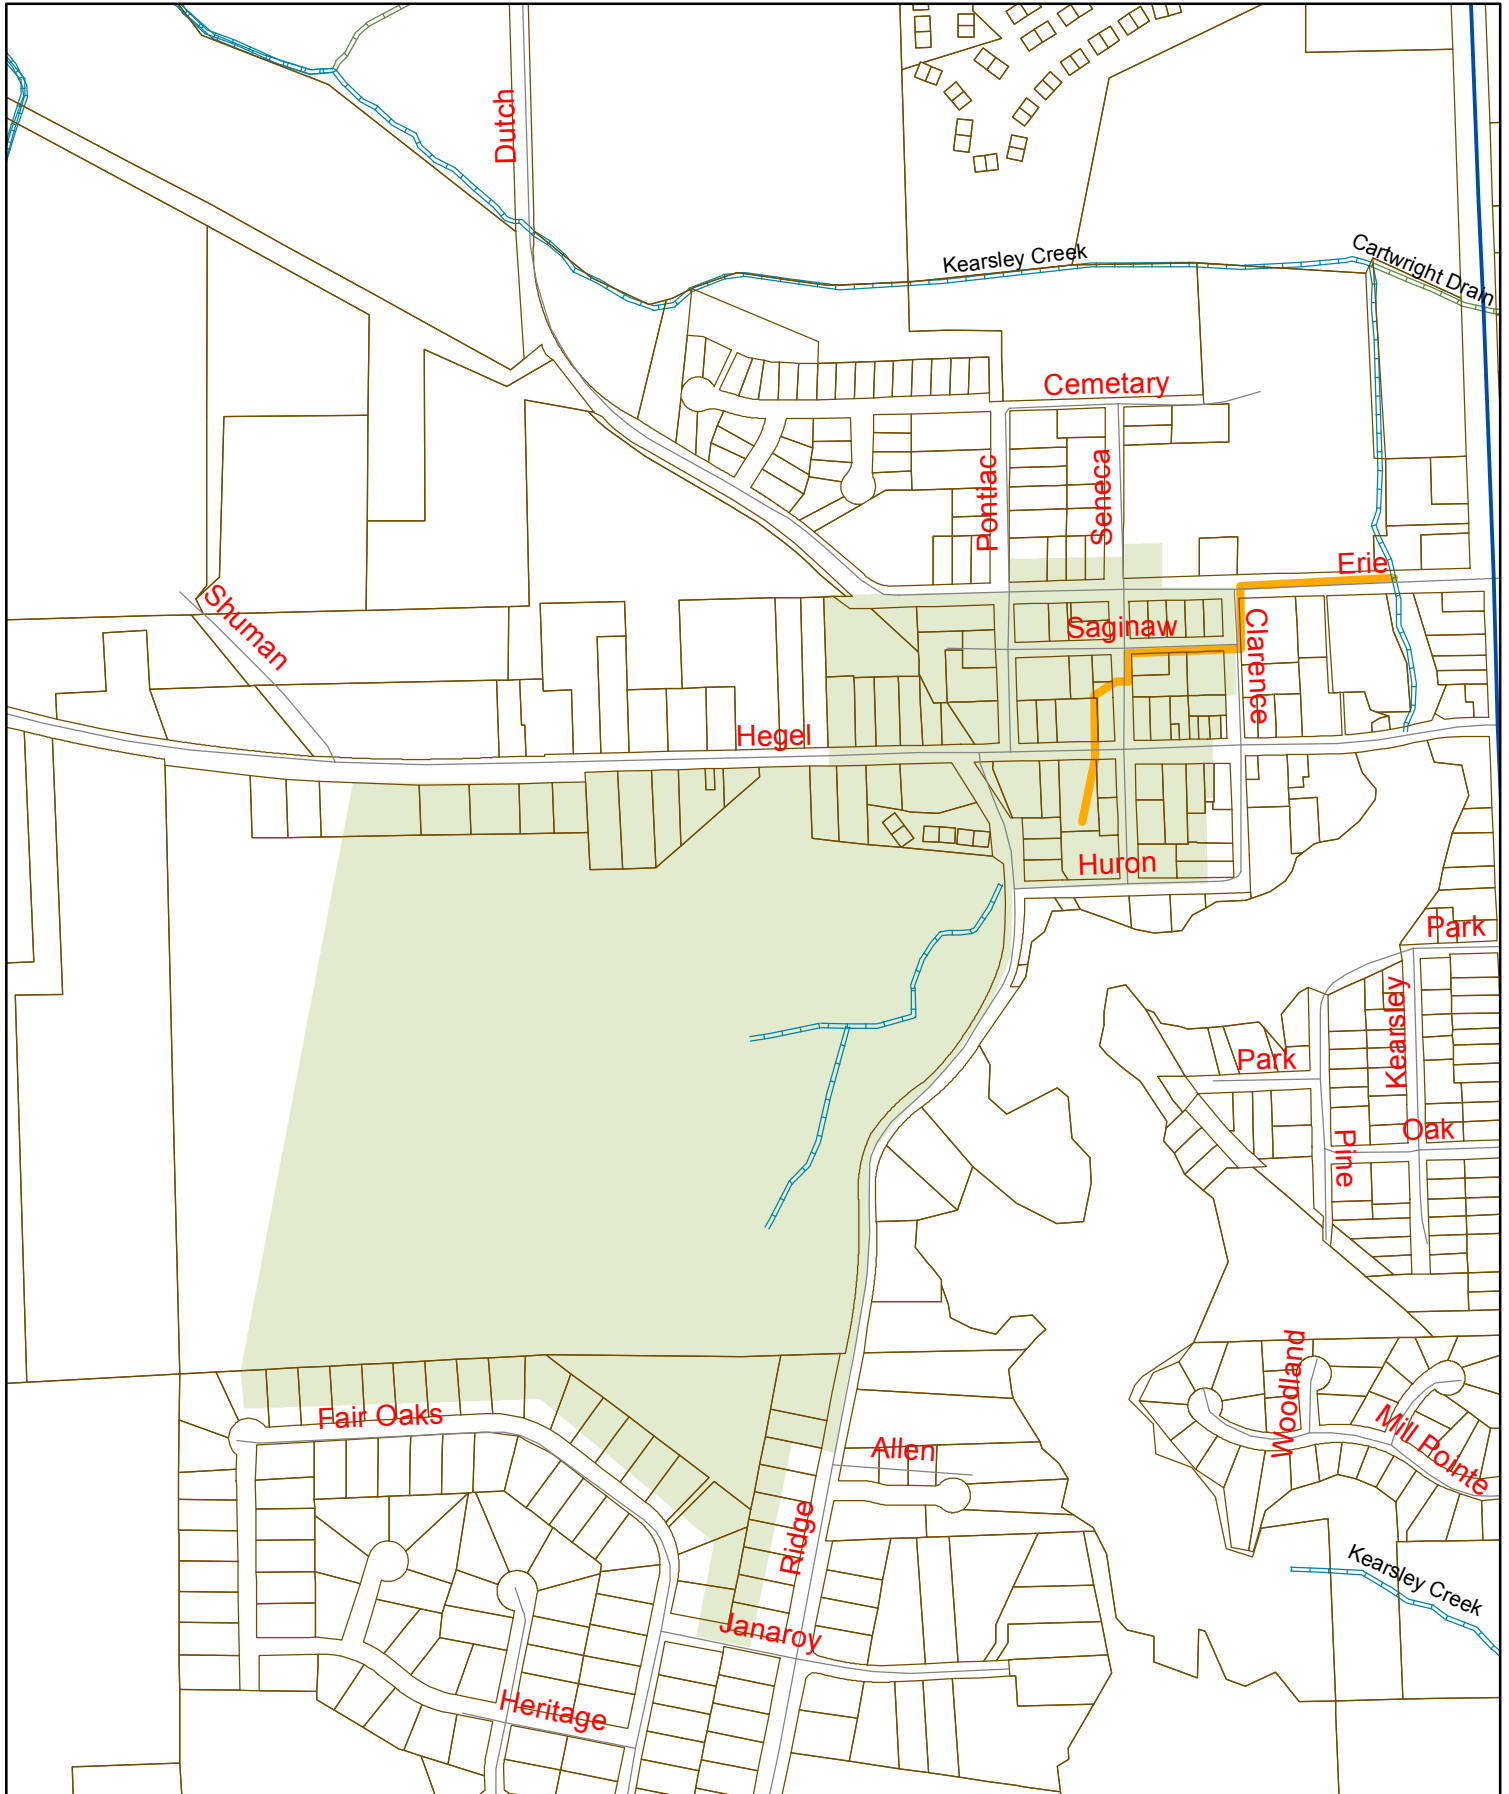 Dutch
Kearsley Creek
Cartwright Drain
Cemetary
Pontiac
Seneca
Erie
Shuman
Saginaw
Clarence
Hegel
Huron
Park
Kearsley
Park
Oak
Pine
Woodland
Mill Pointe
Fair Oaks
Allen
Ridge
Kearsley Creek
Janaroy
Heritage